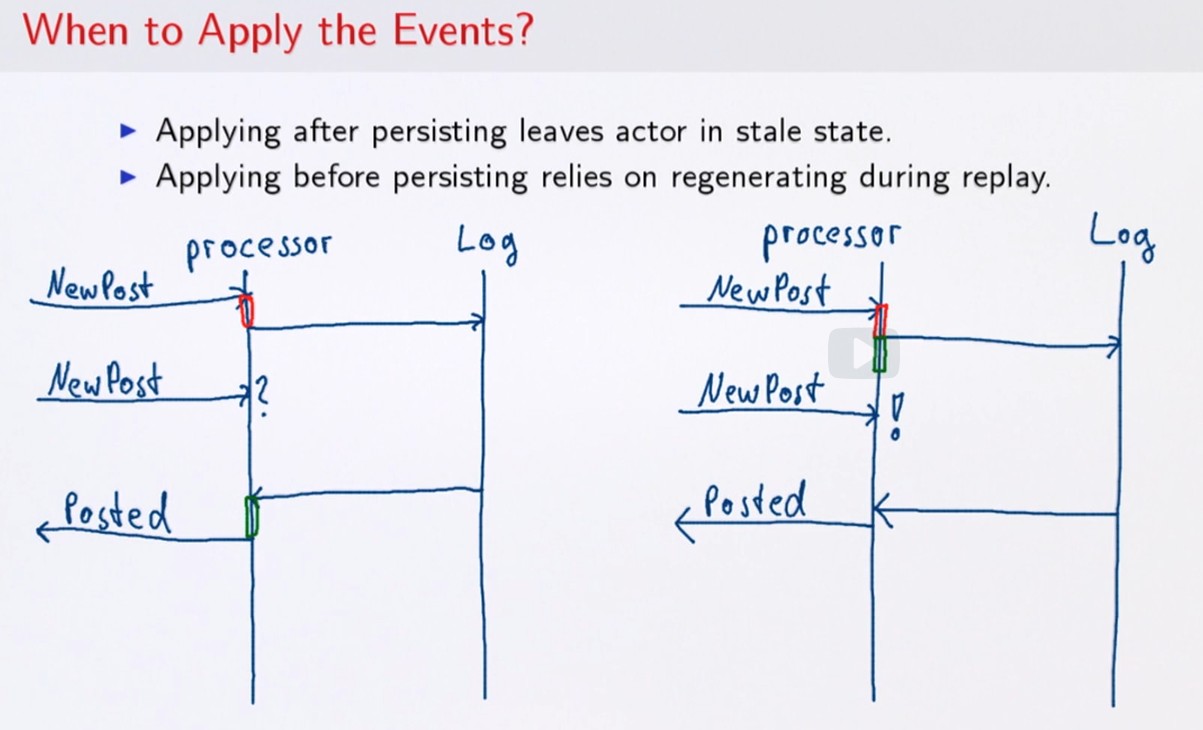 When to Apply the Events?
Applying after persisting leaves actor in stale state.
Applying before persisting relies on regenerating during replay.
processor
Log
NewPost
NewPost
?
Posted
processor
Log
NewPost
NewPost
!
Posted